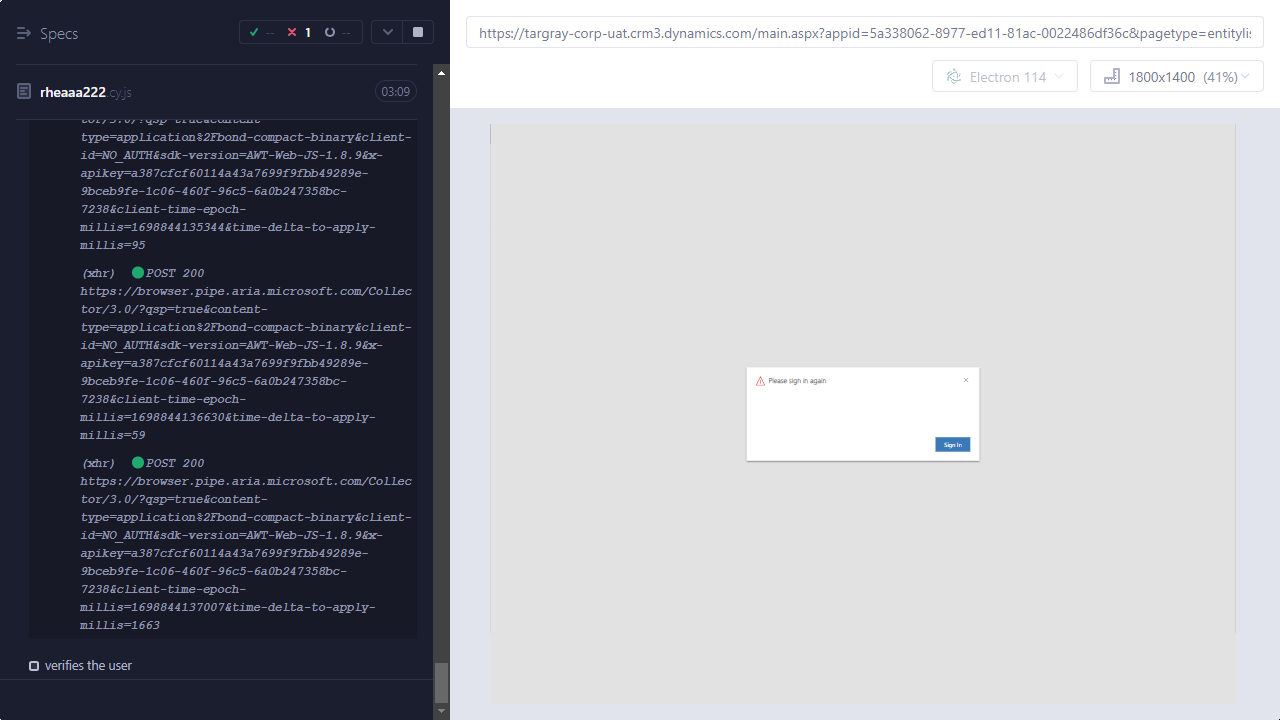 Specs
-- 1 --
https://targray-corp-uat.crm3.dynamics.com/main.aspx?appid=5a338062-8977-ed11-81ac-0022486df36c&pagetype=entitylis
Electron 114
1800x1400 (41%)
rheaaa222.cy.js
03:09
tor/3.0/?qsp=true&content-
type=application%2Fbond-compact-binary&client-
id=NO_AUTH&sdk-version=AWT-Web-JS-1.8.9&x-
apikey=a387cfcf60114a43a7699f9fbb49289e-
9bceb9fe-1c06-460f-96c5-6a0b247358bc-
7238&client-time-epoch-
millis=1698844135344&time-delta-to-apply-
millis=95
(xhr) POST 200
https://browser.pipe.aria.microsoft.com/Collec
tor/3.0/?qsp=true&content-
type=application%2Fbond-compact-binary&client-
id=NO_AUTH&sdk-version=AWT-Web-JS-1.8.9&x-
apikey=a387cfcf60114a43a7699f9fbb49289e-
9bceb9fe-1c06-460f-96c5-6a0b247358bc-
7238&client-time-epoch-
millis=1698844136630&time-delta-to-apply-
millis=59
(xhr) POST 200
https://browser.pipe.aria.microsoft.com/Collec
tor/3.0/?qsp=true&content-
type=application%2Fbond-compact-binary&client-
id=NO_AUTH&sdk-version=AWT-Web-JS-1.8.9&x-
apikey=a387cfcf60114a43a7699f9fbb49289e-
9bceb9fe-1c06-460f-96c5-6a0b247358bc-
7238&client-time-epoch-
millis=1698844137007&time-delta-to-apply-
millis=1663
verifies the user
Please sign in again
Sign In